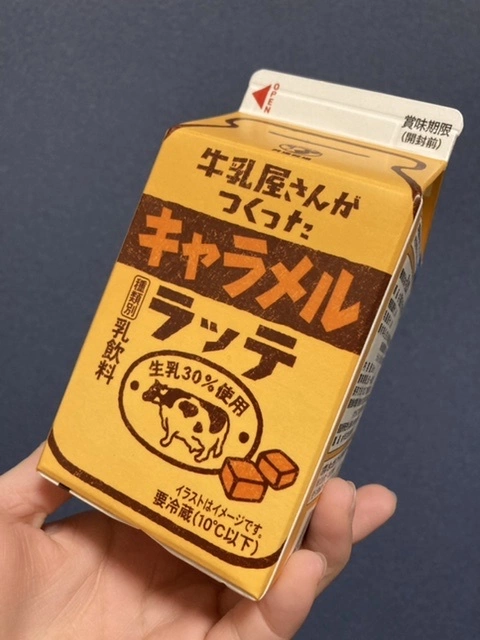 OPEN
賞味期限
(開封前)
牛乳屋さんが
つくった
キャラメル
ラッテ
種類別
乳飲料
生乳30%使用
イラストはイメージです。
要冷蔵(10℃以下)